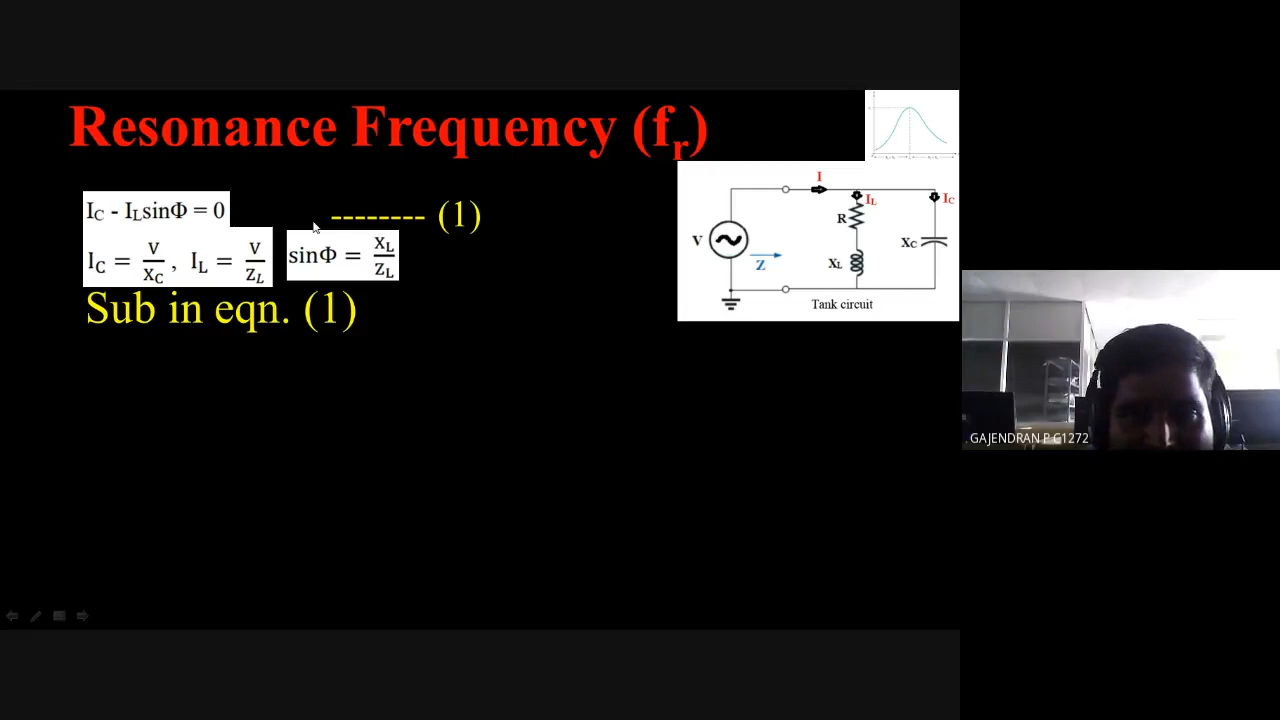 Resonance Frequency (fr)
IC - ILsinΦ = 0 -------- (1)
IC = V/XC , IL = V/ZL sinΦ = XL/ZL
Sub in eqn. (1)
I
IL
IC
R
V
Z
XL
XC
Tank circuit
GAJENDRAN P C1272